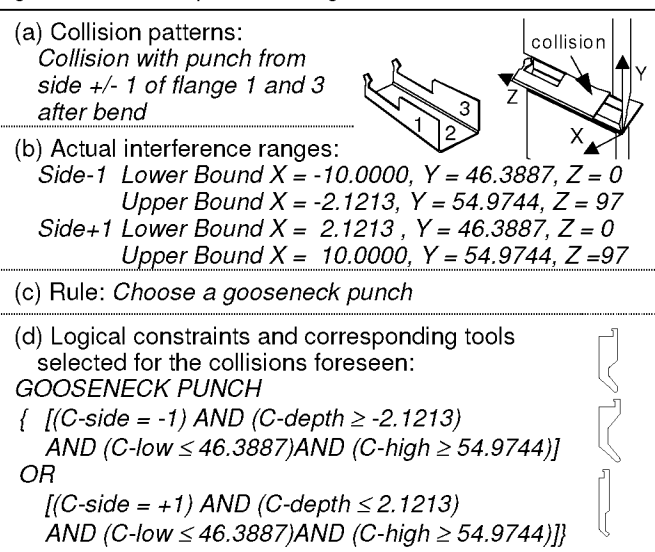 (a) Collision patterns:
Collision with punch from
side +/- 1 of flange 1 and 3
after bend
collision
Y
Z
X
1
2
3
(b) Actual interference ranges:
Side-1 Lower Bound X = -10.0000, Y = 46.3887, Z = 0
Upper Bound X = -2.1213, Y = 54.9744, Z = 97
Side+1 Lower Bound X = 2.1213 , Y = 46.3887, Z = 0
Upper Bound X = 10.0000, Y = 54.9744, Z =97
(c) Rule: Choose a gooseneck punch
(d) Logical constraints and corresponding tools
selected for the collisions foreseen:
GOOSENECK PUNCH
{ [(C-side = -1) AND (C-depth ≥ -2.1213)
AND (C-low ≤ 46.3887)AND (C-high ≥ 54.9744)]
OR
[(C-side = +1) AND (C-depth ≤ 2.1213)
AND (C-low ≤ 46.3887)AND (C-high ≥ 54.9744)]}